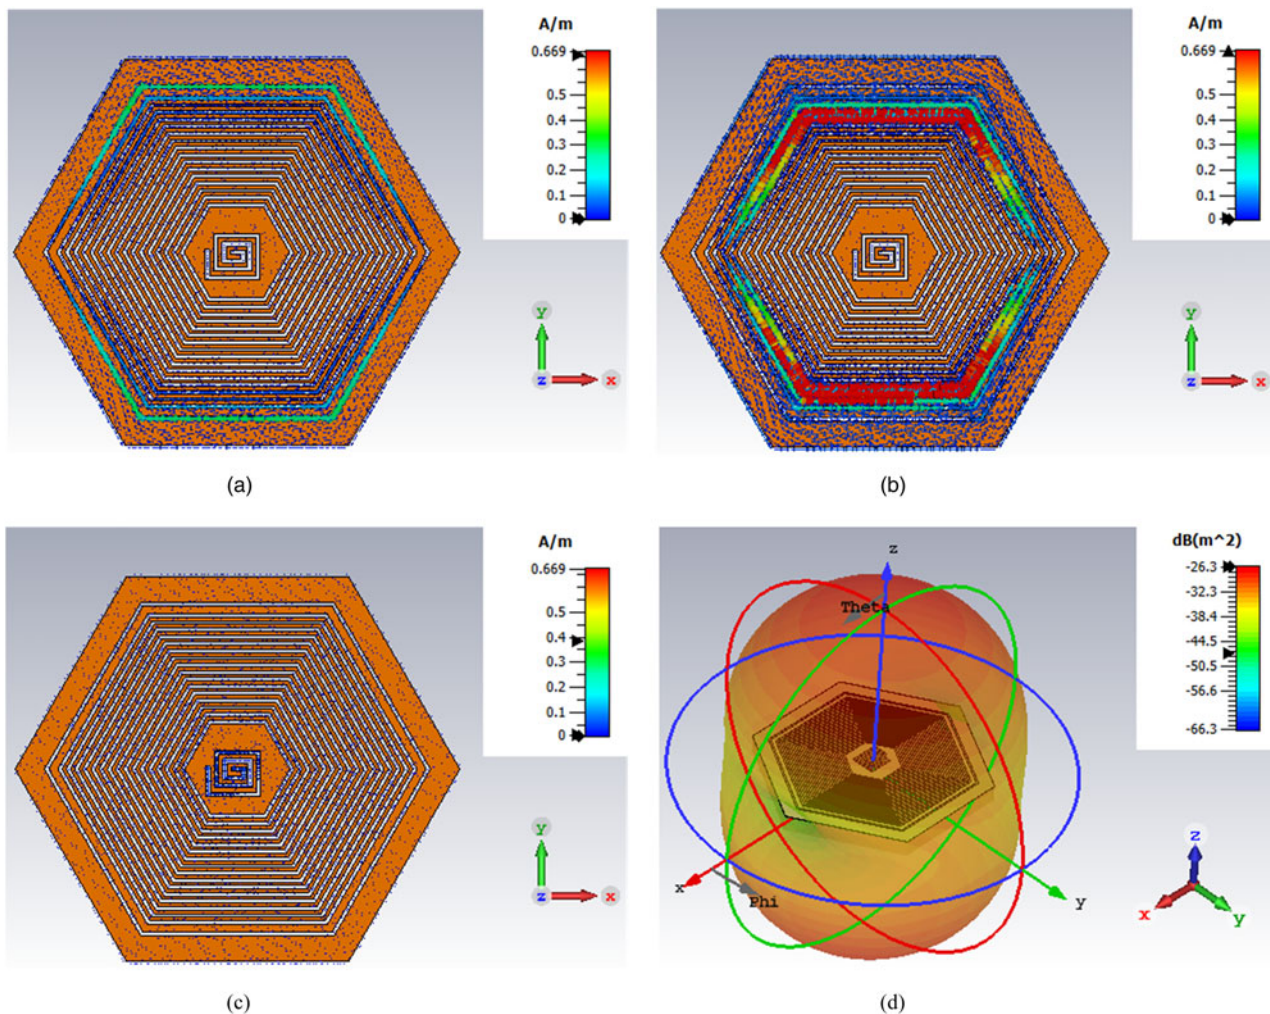 A/m
0.669
0.5
0.4
0.3
0.2
0.1
0
y
z
x
(a)
A/m
0.669
0.5
0.4
0.3
0.2
0.1
0
y
z
x
(b)
A/m
0.669
0.5
0.4
0.3
0.2
0.1
0
y
z
x
(c)
dB(m^2)
-26.3
-32.3
-38.4
-44.5
-50.5
-56.6
-66.3
z
Theta
x
Phi
y
z
x
y
(d)